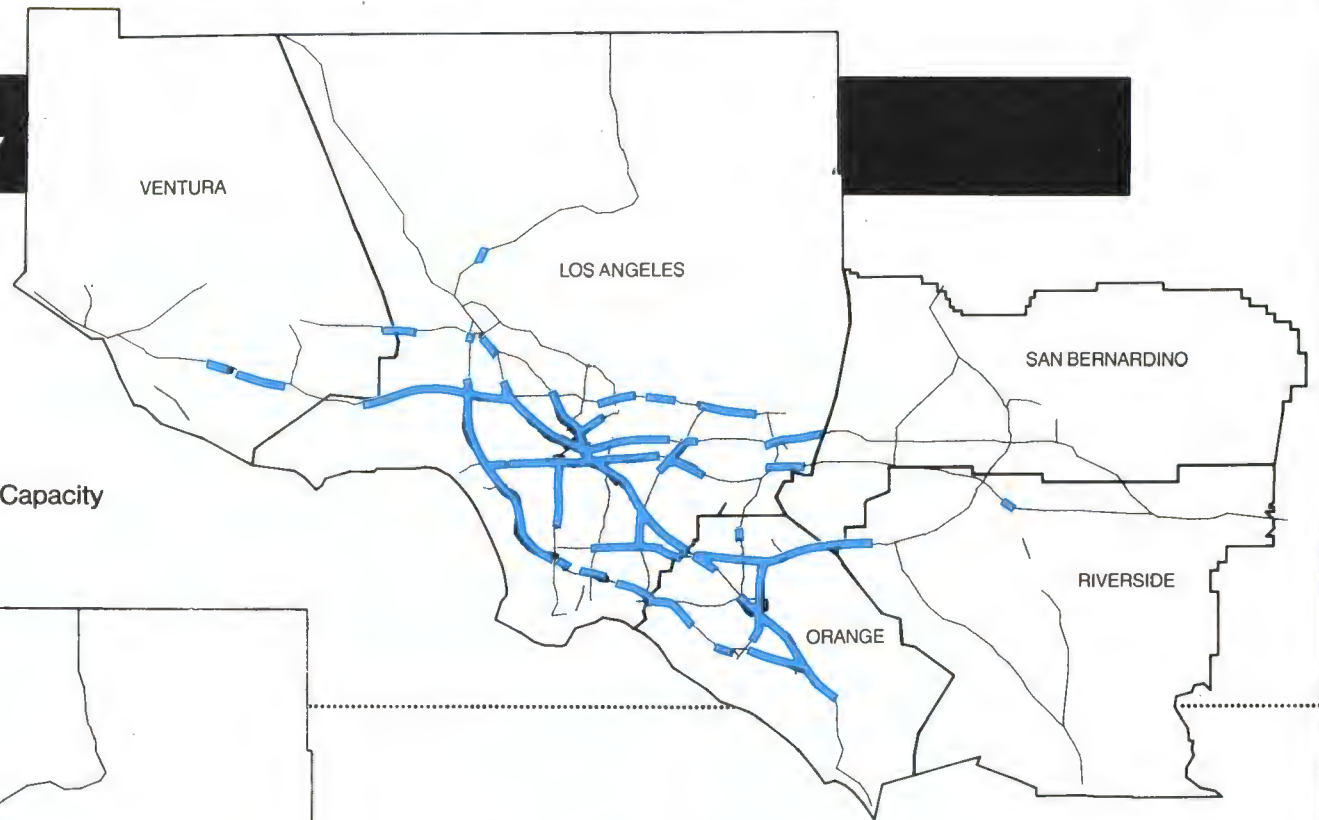 VENTURA
LOS ANGELES
SAN BERNARDINO
Capacity
RIVERSIDE
ORANGE